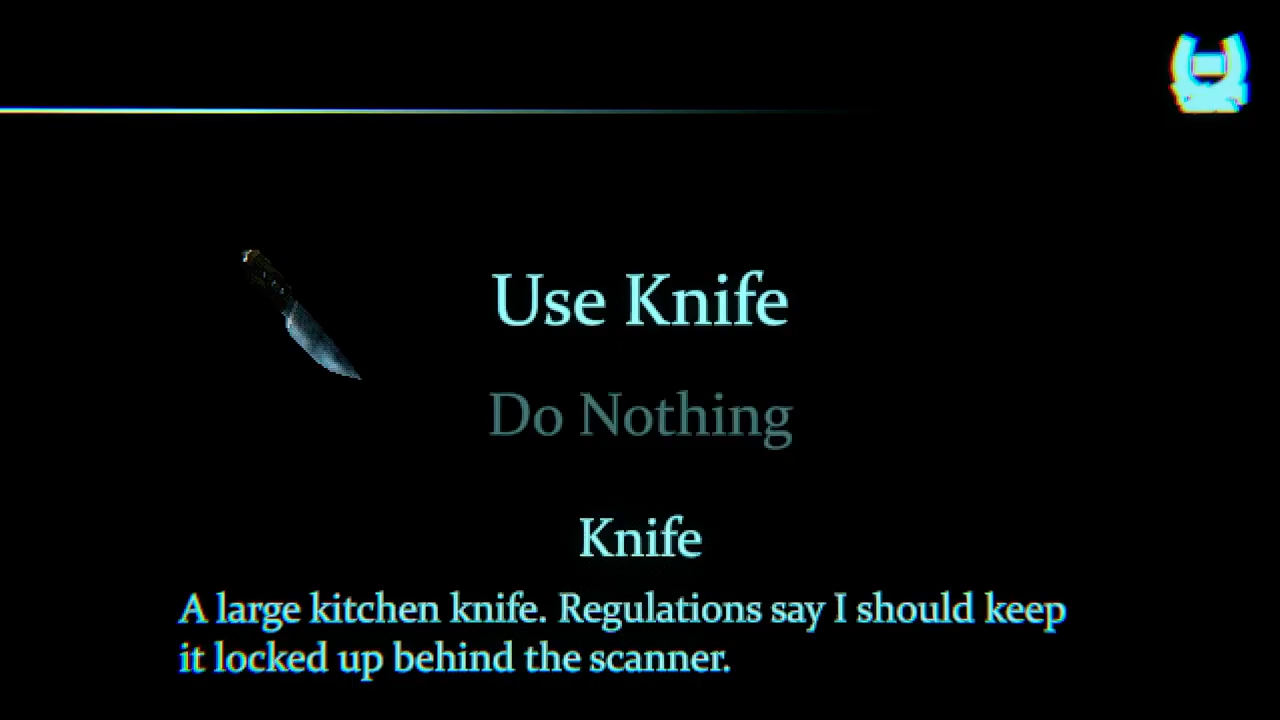 Use Knife
Do Nothing
Knife
A large kitchen knife. Regulations say I should keep
it locked up behind the scanner.